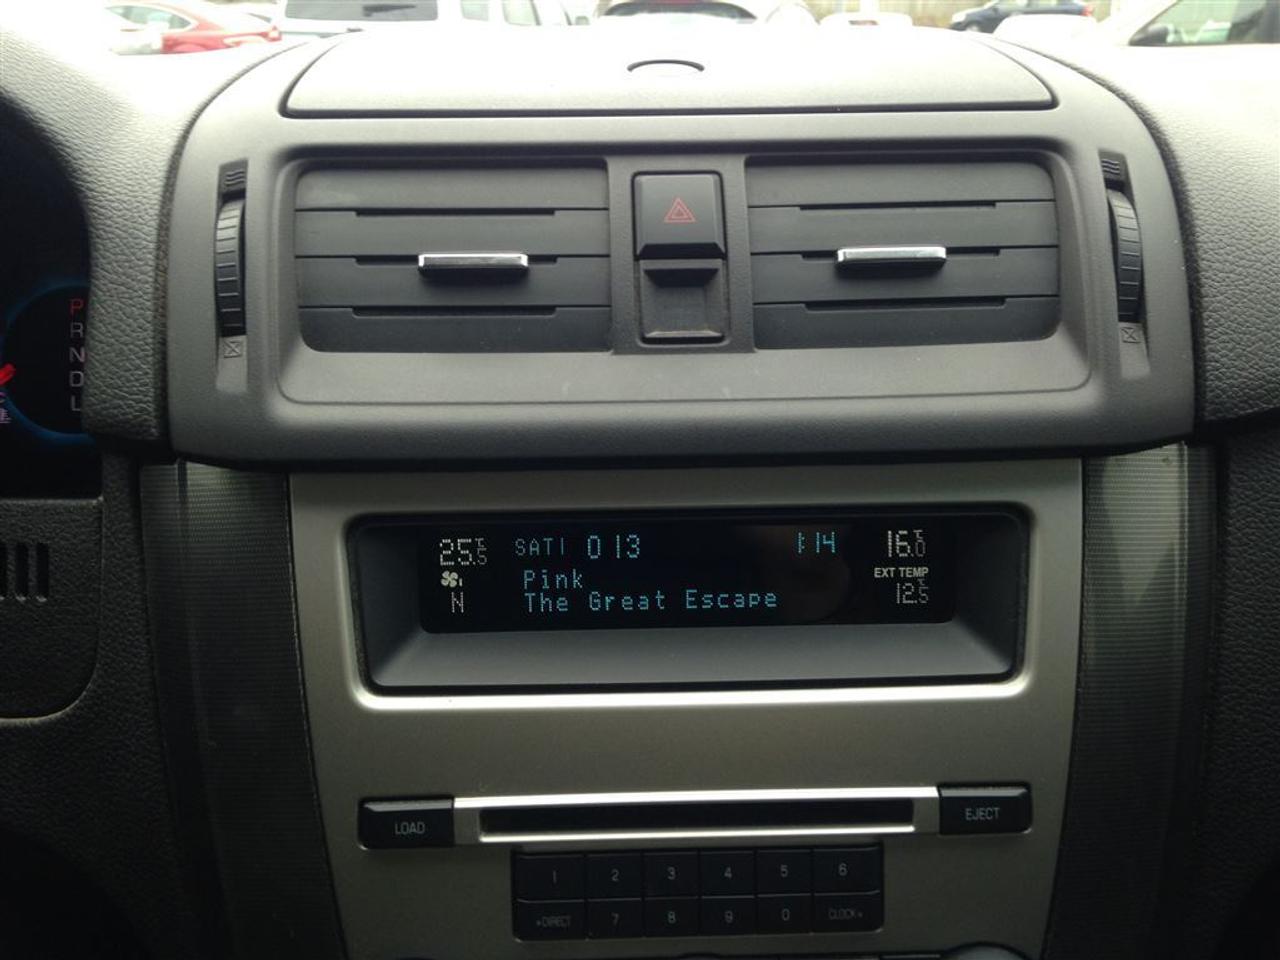 P
R
N
D
L
C
25.5°C
SAT1 013
1:14
16.0°C
Pink
EXT TEMP
N
The Great Escape
12.5°C
LOAD
EJECT
1 2 3 4 5 6
DIRECT 7 8 9 0 CLOCK